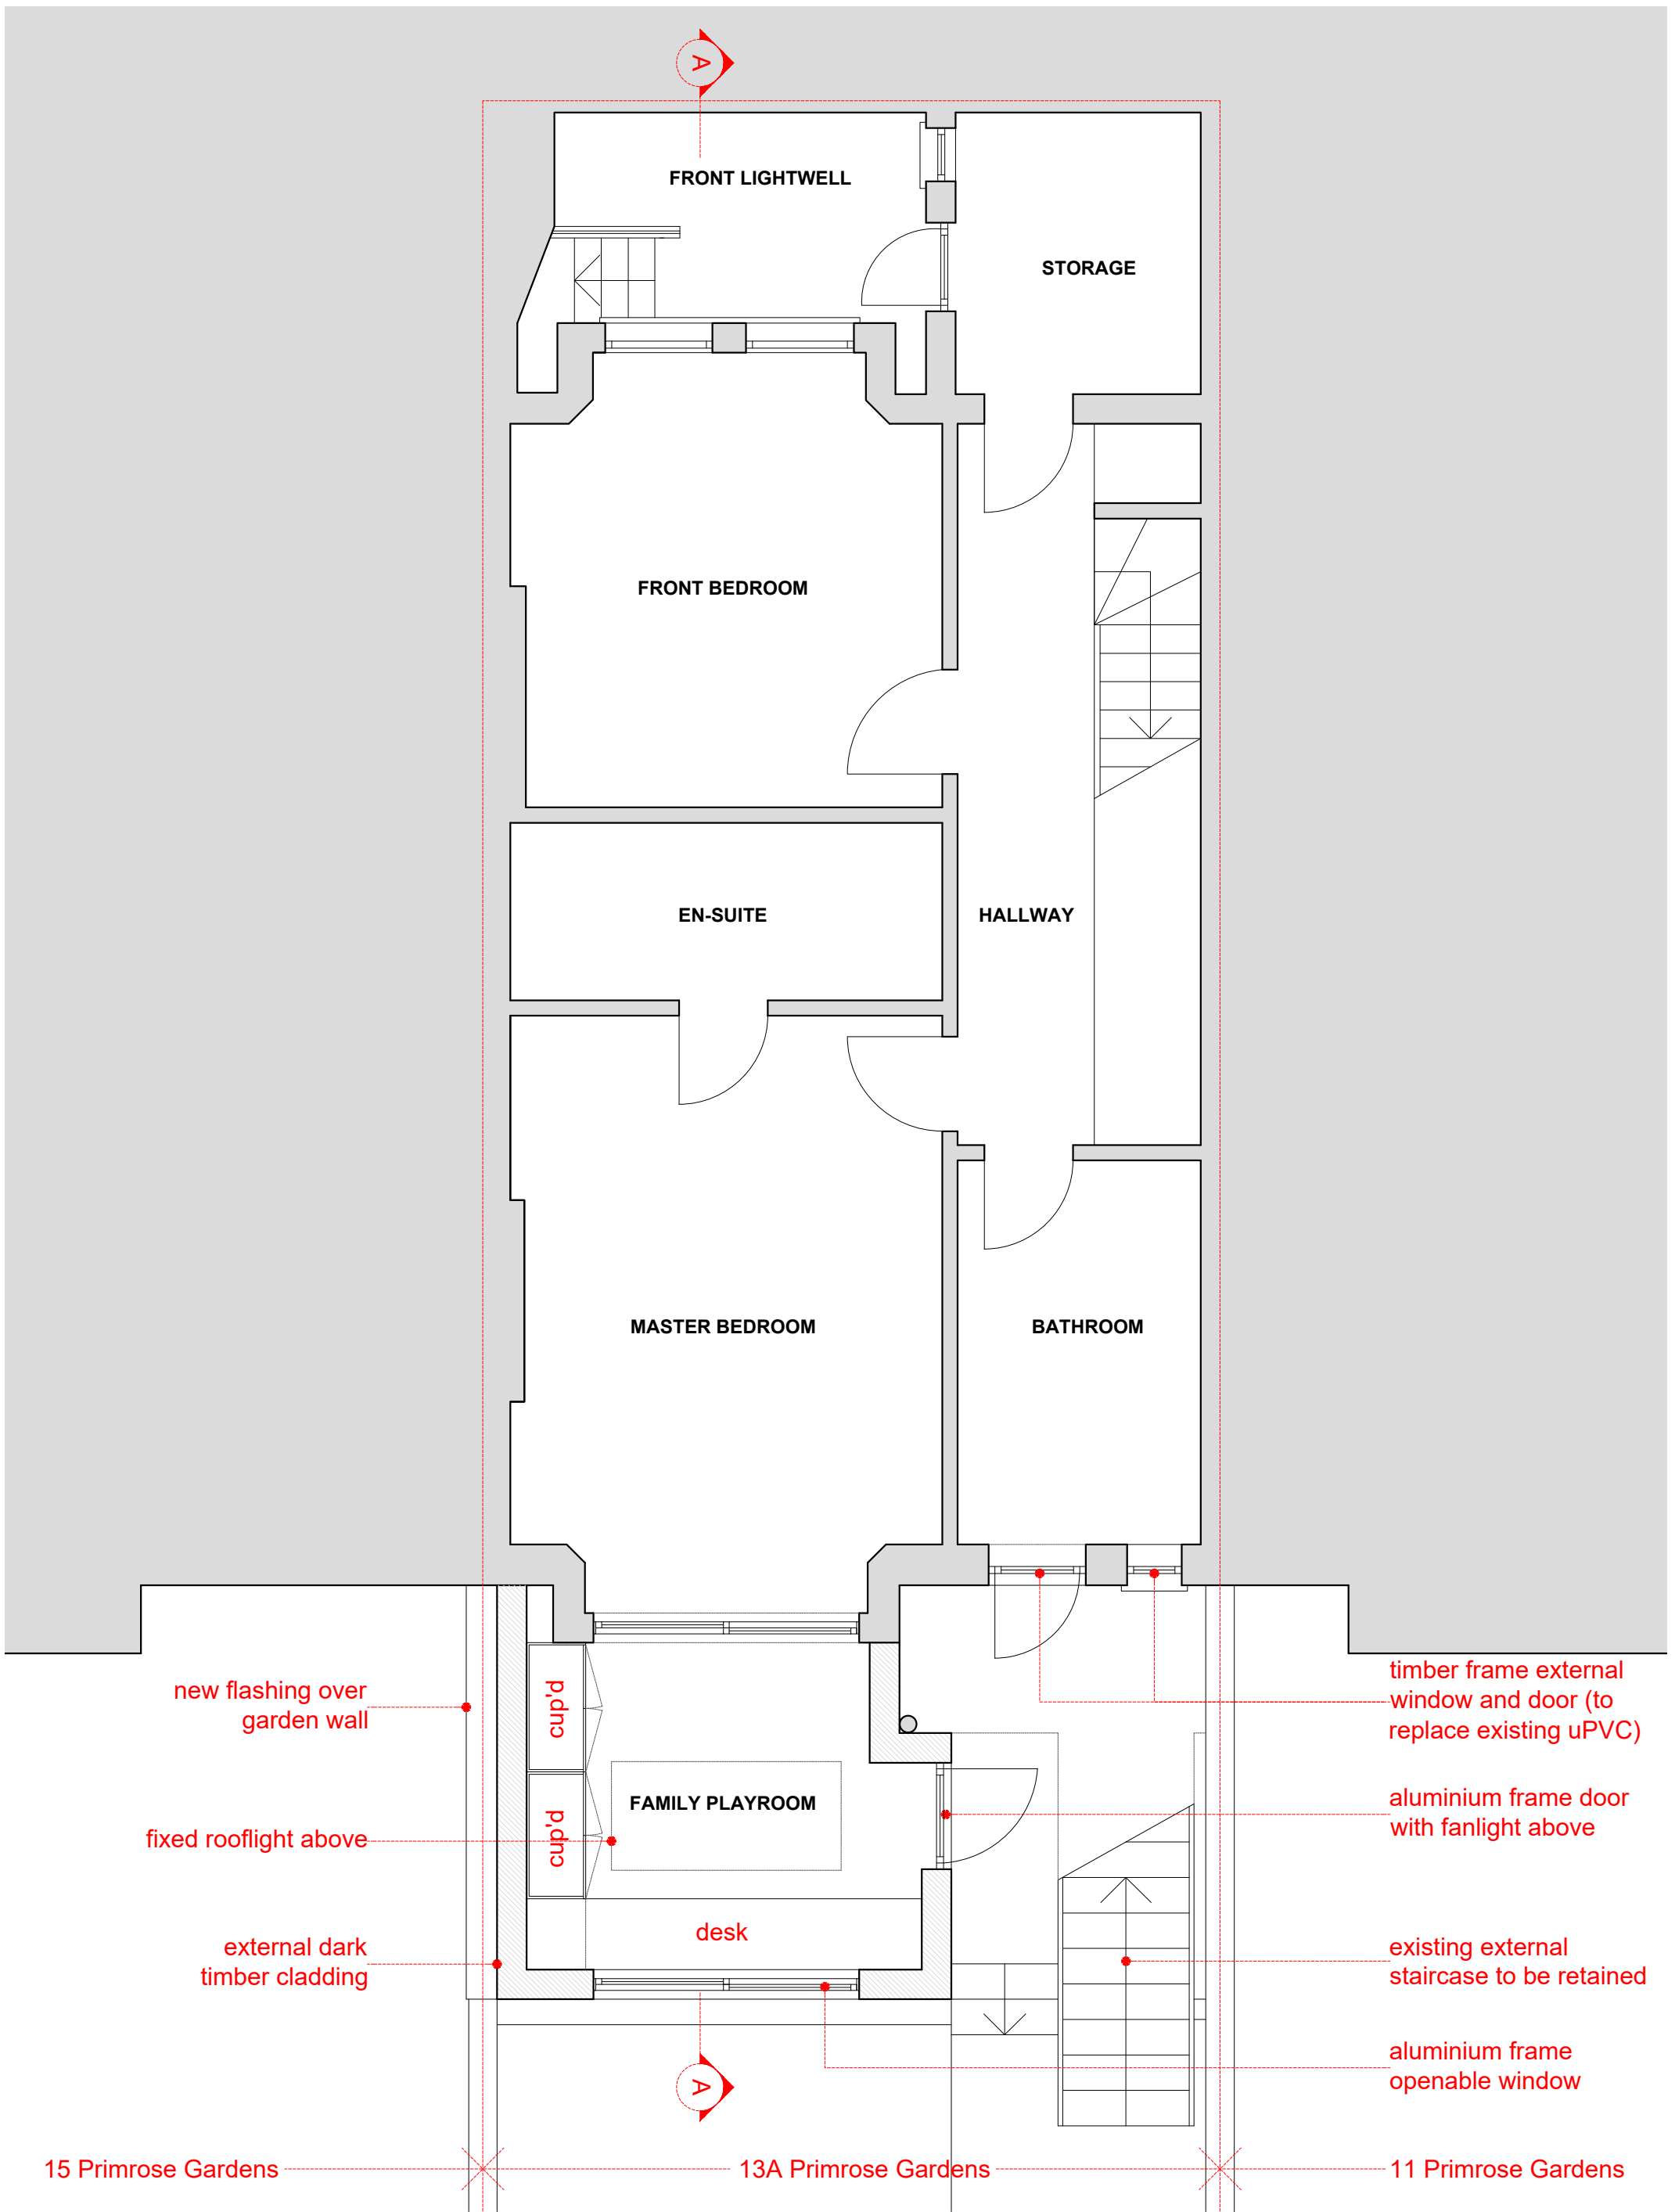 A
FRONT LIGHTWELL
STORAGE
FRONT BEDROOM
EN-SUITE
HALLWAY
MASTER BEDROOM
BATHROOM
new flashing over
garden wall
cup'd
timber frame external
window and door (to
replace existing uPVC)
FAMILY PLAYROOM
cup'd
fixed rooflight above
aluminium frame door
with fanlight above
desk
external dark
timber cladding
existing external
staircase to be retained
aluminium frame
openable window
A
15 Primrose Gardens
13A Primrose Gardens
11 Primrose Gardens